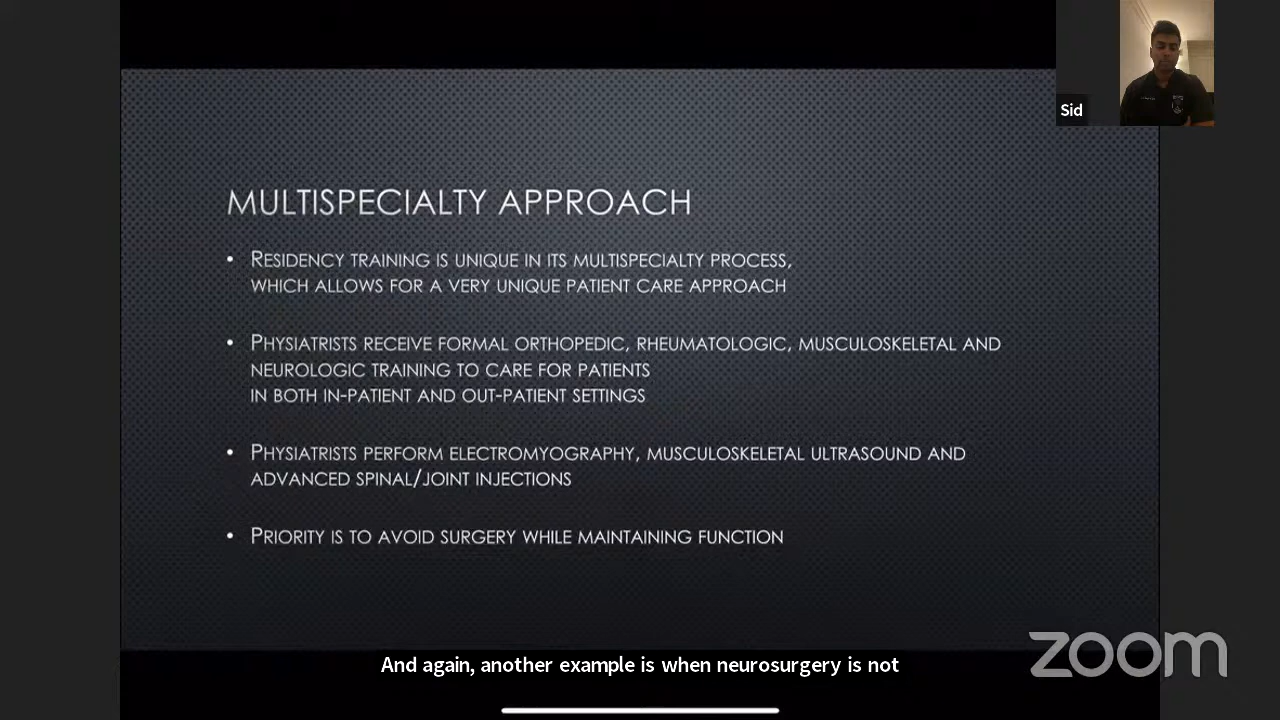 Sid
MULTISPECIALTY APPROACH
• RESIDENCY TRAINING IS UNIQUE IN ITS MULTISPECIALTY PROCESS,
WHICH ALLOWS FOR A VERY UNIQUE PATIENT CARE APPROACH
• PHYSIATRISTS RECEIVE FORMAL ORTHOPEDIC, RHEUMATOLOGIC, MUSCULOSKELETAL AND
NEUROLOGIC TRAINING TO CARE FOR PATIENTS
IN BOTH IN-PATIENT AND OUT-PATIENT SETTINGS
• PHYSIATRISTS PERFORM ELECTROMYOGRAPHY, MUSCULOSKELETAL ULTRASOUND AND
ADVANCED SPINAL/JOINT INJECTIONS
• PRIORITY IS TO AVOID SURGERY WHILE MAINTAINING FUNCTION
And again, another example is when neurosurgery is not
zoom